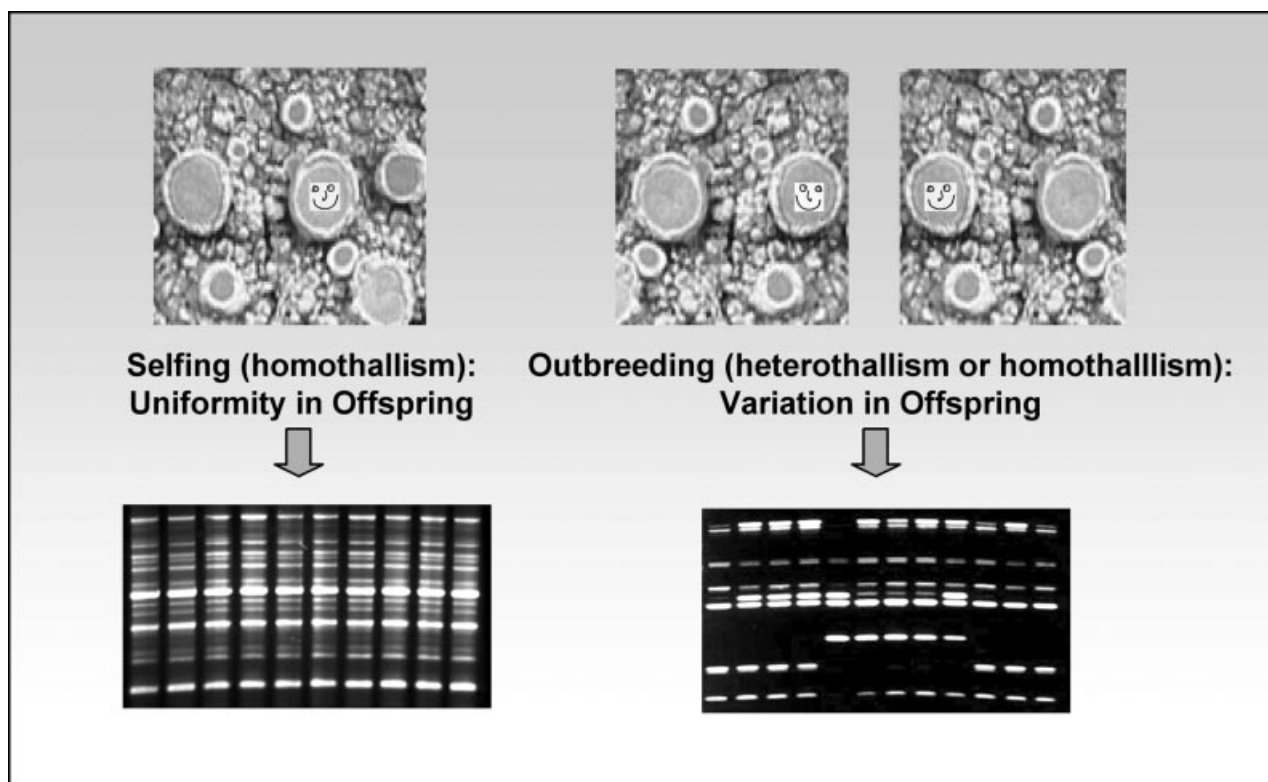 Selfing (homothallism):
Uniformity in Offspring
Outbreeding (heterothallism or homothalllism):
Variation in Offspring